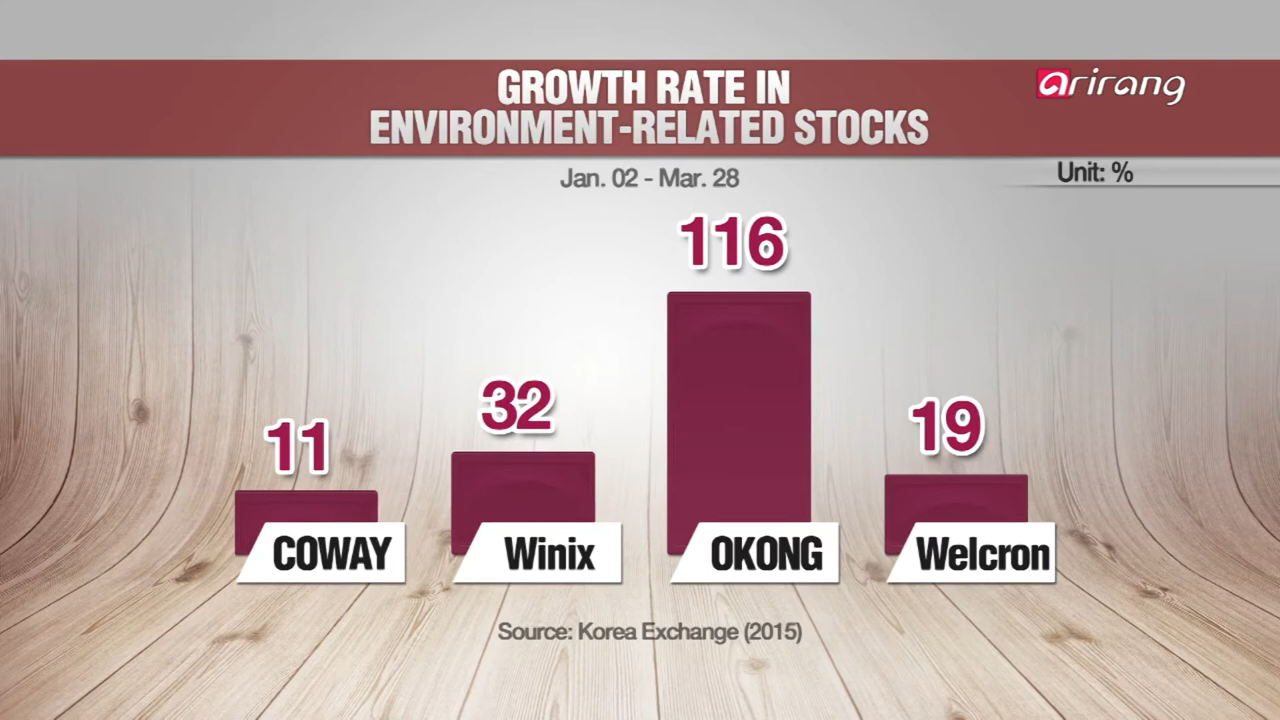 GROWTH RATE IN
ENVIRONMENT-RELATED STOCKS
arirang
Jan. 02 - Mar. 28
Unit: %
11
32
116
19
COWAY
Winix
OKONG
Welcron
Source: Korea Exchange (2015)